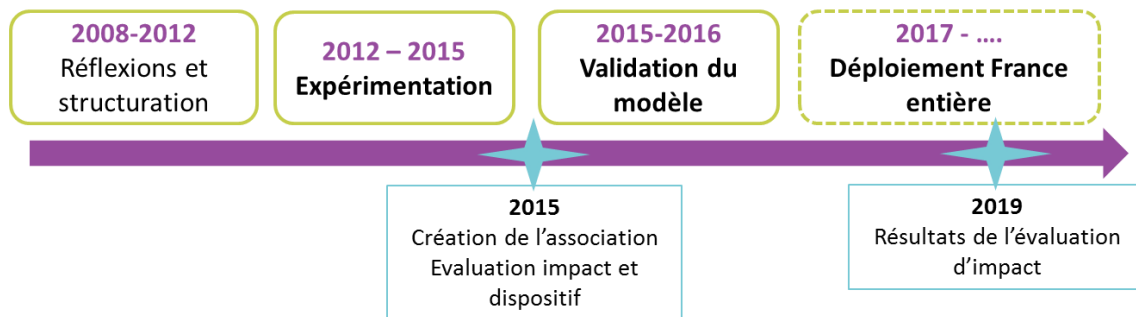 2008-2012
Réflexions et
structuration
2012 – 2015
Expérimentation
2015-2016
Validation du
modèle
2017 - ....
Déploiement France
entière
2015
Création de l’association
Evaluation impact et
dispositif
2019
Résultats de l’évaluation
d’impact